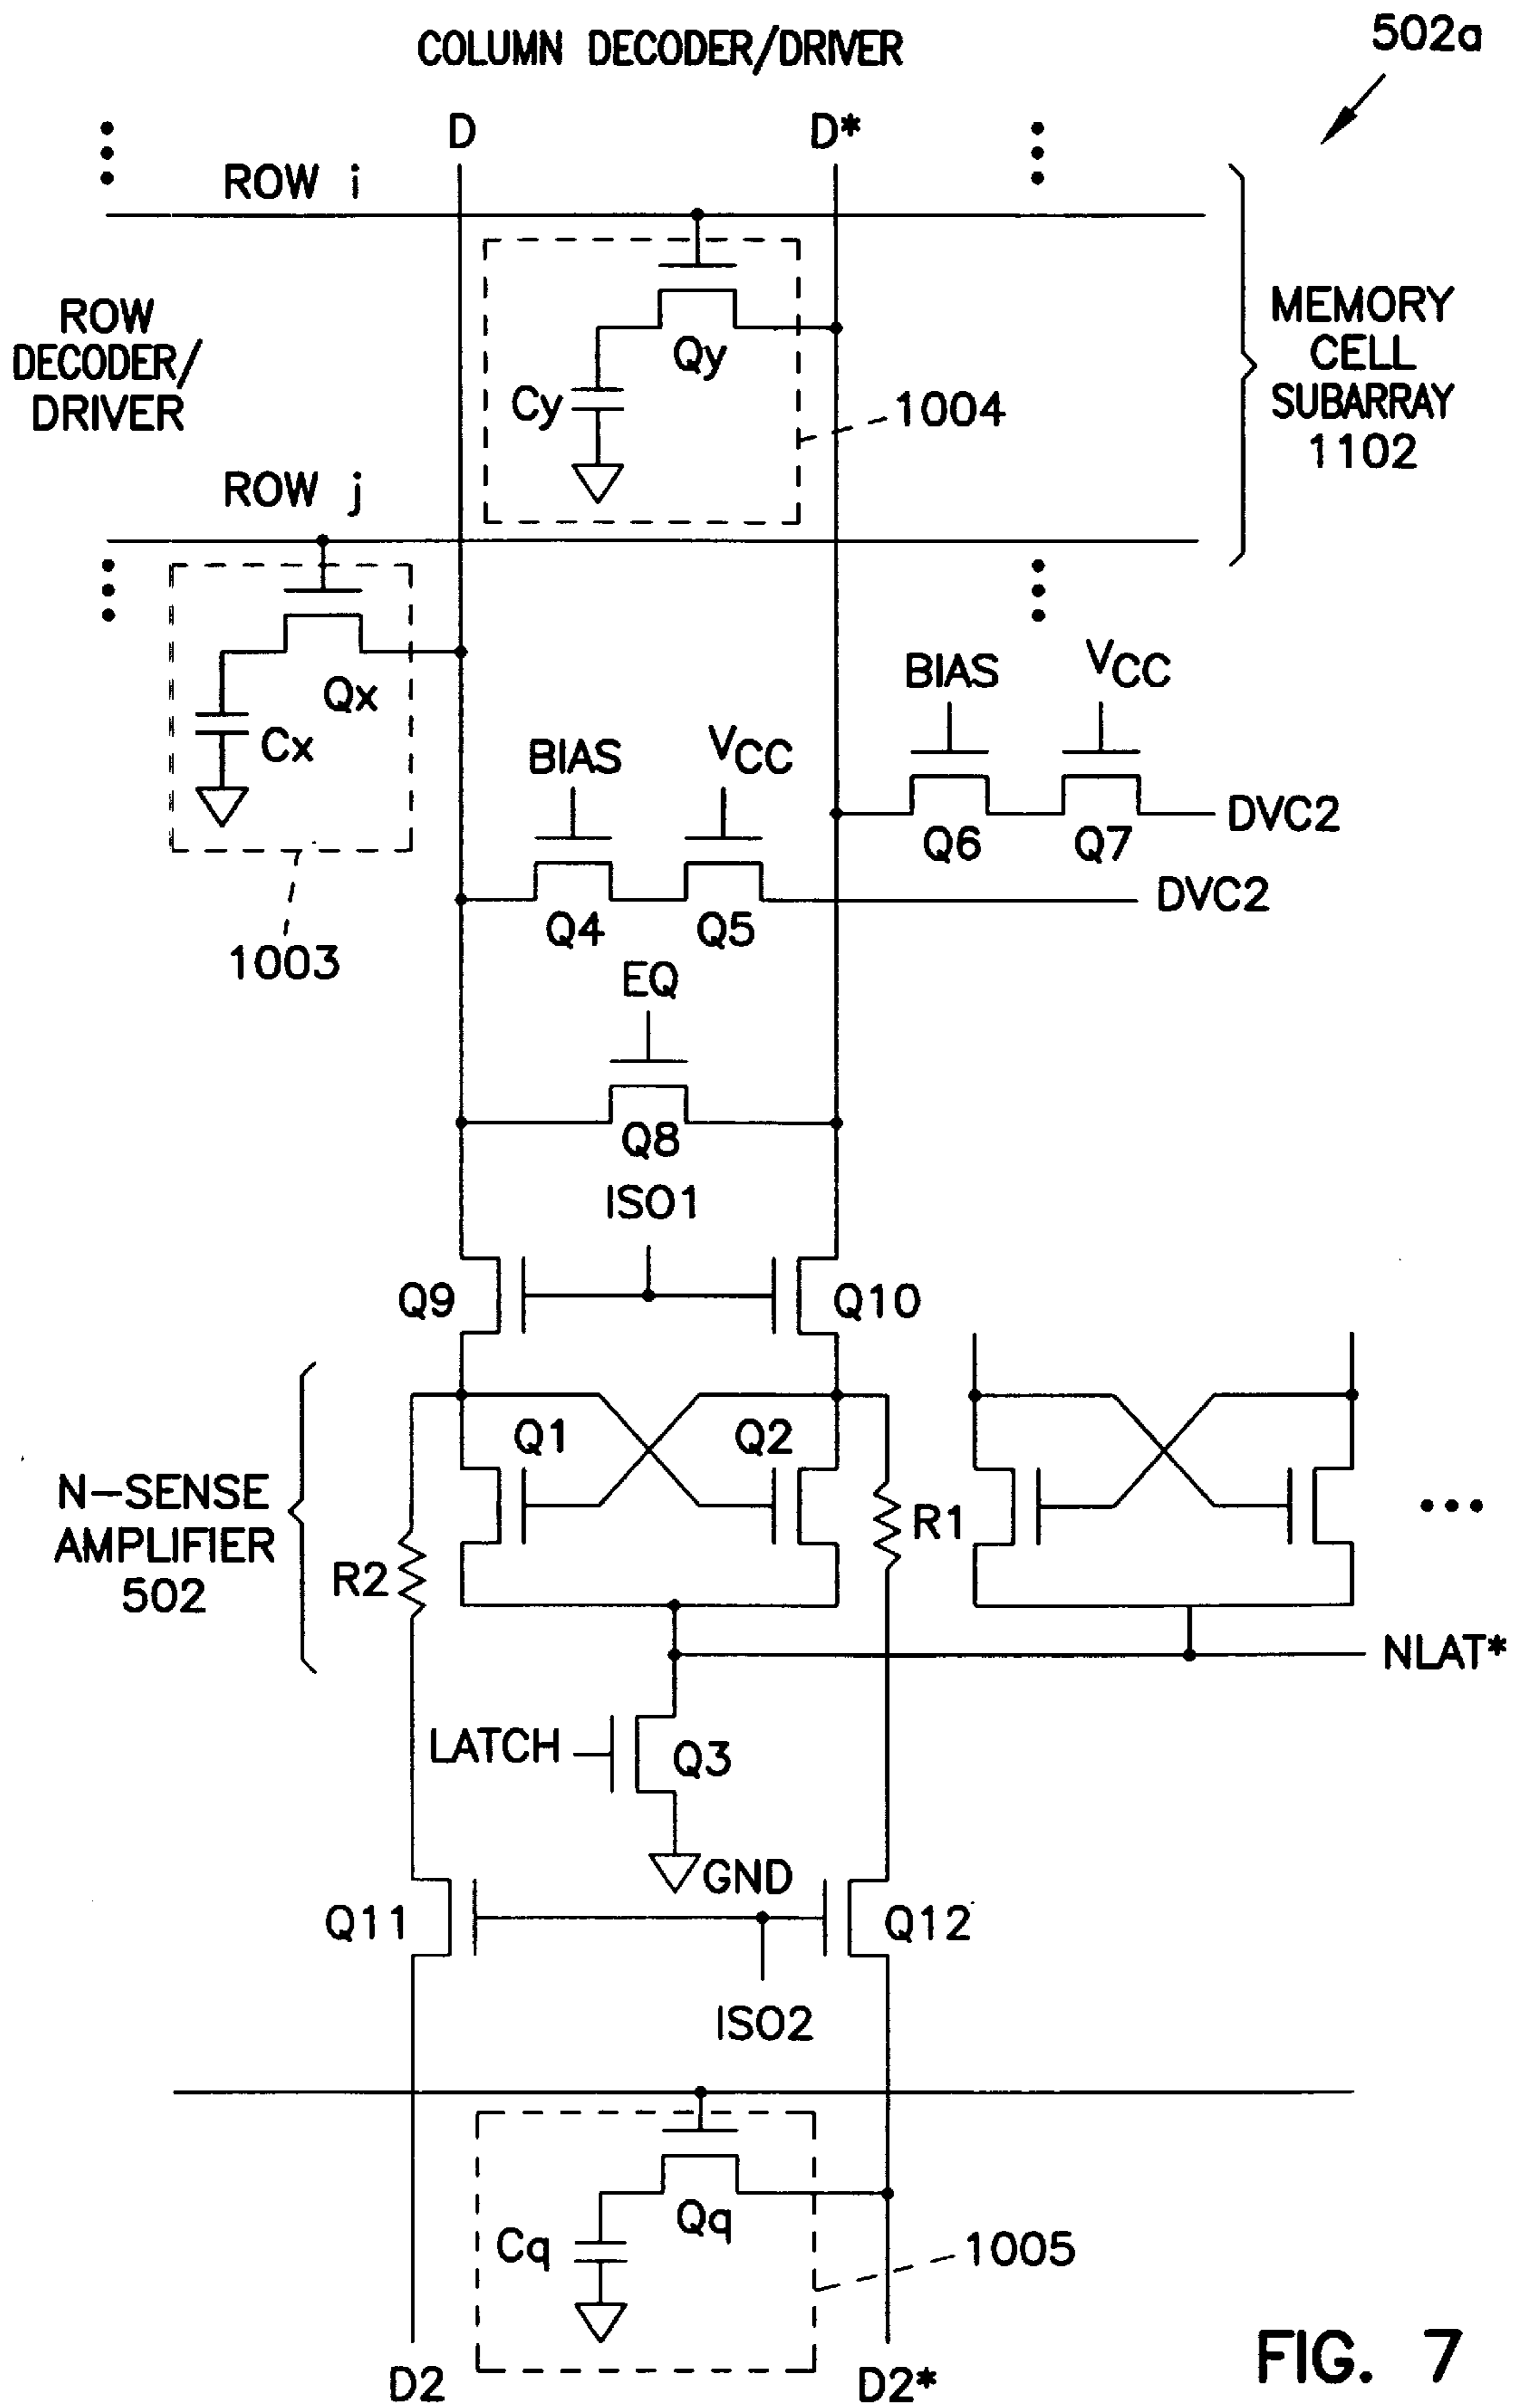 502a
COLUMN DECODER/DRIVER
D
D*
ROW i
ROW
DECODER/
DRIVER
Qy
Cy
1004
MEMORY
CELL
SUBARRAY
1102
ROW j
Qx
Cx
1003
BIAS
VCC
Q6
Q7
DVC2
BIAS
VCC
Q4
Q5
DVC2
EQ
Q8
ISO1
Q9
Q10
N-SENSE
AMPLIFIER
502
Q1
Q2
R2
R1
NLAT*
LATCH
Q3
GND
Q11
Q12
ISO2
Qq
Cq
1005
D2
D2*
FIG. 7